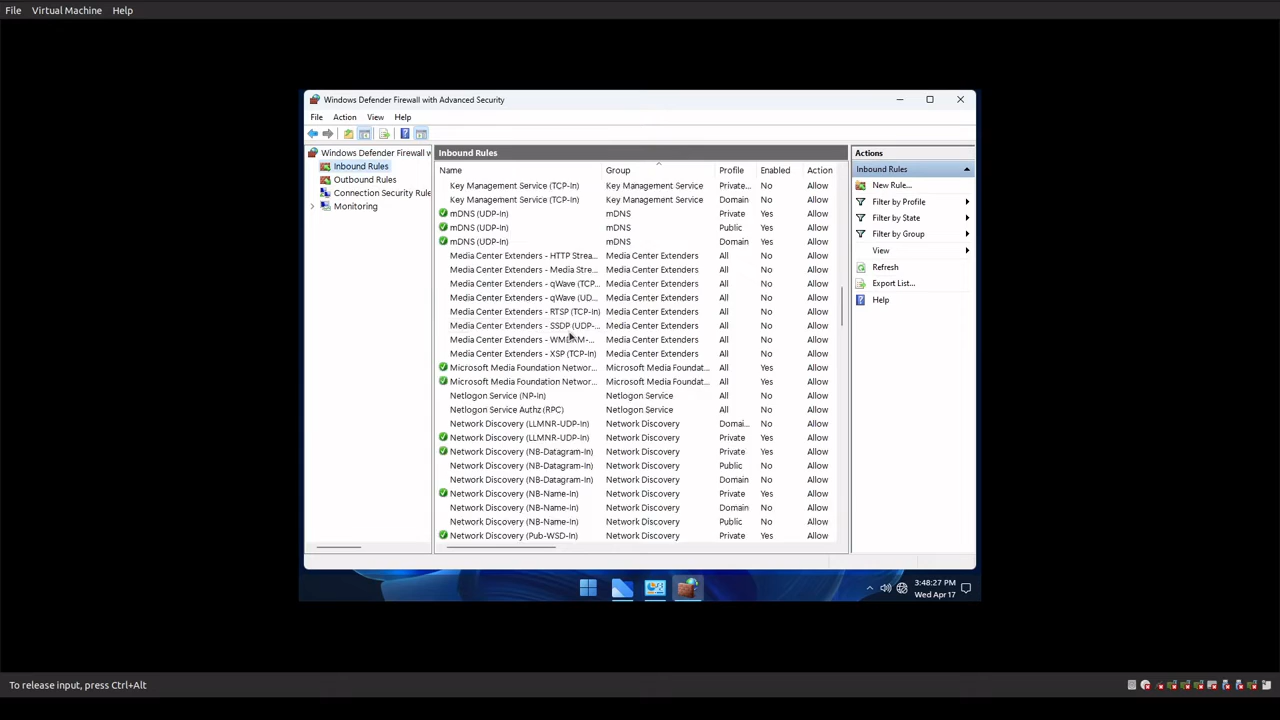 File Virtual Machine Help
Windows Defender Firewall with Advanced Security
File Action View Help
Windows Defender Firewall w
Inbound Rules
Outbound Rules
Connection Security Rule
Monitoring
Inbound Rules
Name Group Profile Enabled Action
Key Management Service (TCP-In) Key Management Service Private... No Allow
Key Management Service (TCP-In) Key Management Service Domain No Allow
mDNS (UDP-In) mDNS Private Yes Allow
mDNS (UDP-In) mDNS Public Yes Allow
mDNS (UDP-In) mDNS Domain Yes Allow
Media Center Extenders - HTTP Strea... Media Center Extenders All No Allow
Media Center Extenders - Media Stre... Media Center Extenders All No Allow
Media Center Extenders - qWave (TCP... Media Center Extenders All No Allow
Media Center Extenders - qWave (UD... Media Center Extenders All No Allow
Media Center Extenders - RTSP (TCP-In) Media Center Extenders All No Allow
Media Center Extenders - SSDP (UDP-... Media Center Extenders All No Allow
Media Center Extenders - Media Center Extenders All No Allow
Media Center Extenders - XSP (TCP-In) Media Center Extenders All No Allow
Microsoft Media Foundation Networ... Microsoft Media Foundat... All Yes Allow
Microsoft Media Foundation Networ... Microsoft Media Foundat... All Yes Allow
Netlogon Service (NP-In) Netlogon Service All No Allow
Netlogon Service Authz (RPC) Netlogon Service All No Allow
Network Discovery (LLMNR-UDP-In) Network Discovery Domai... No Allow
Network Discovery (LLMNR-UDP-In) Network Discovery Private Yes Allow
Network Discovery (NB-Datagram-In) Network Discovery Private Yes Allow
Network Discovery (NB-Datagram-In) Network Discovery Public No Allow
Network Discovery (NB-Datagram-In) Network Discovery Domain No Allow
Network Discovery (NB-Name-In) Network Discovery Private Yes Allow
Network Discovery (NB-Name-In) Network Discovery Domain No Allow
Network Discovery (NB-Name-In) Network Discovery Public No Allow
Network Discovery (Pub-WSD-In) Network Discovery Private Yes Allow
Actions
Inbound Rules
New Rule...
Filter by Profile
Filter by State
Filter by Group
View
Refresh
Export List...
Help
3:48:27 PM
Wed Apr 17
To release input, press Ctrl+Alt